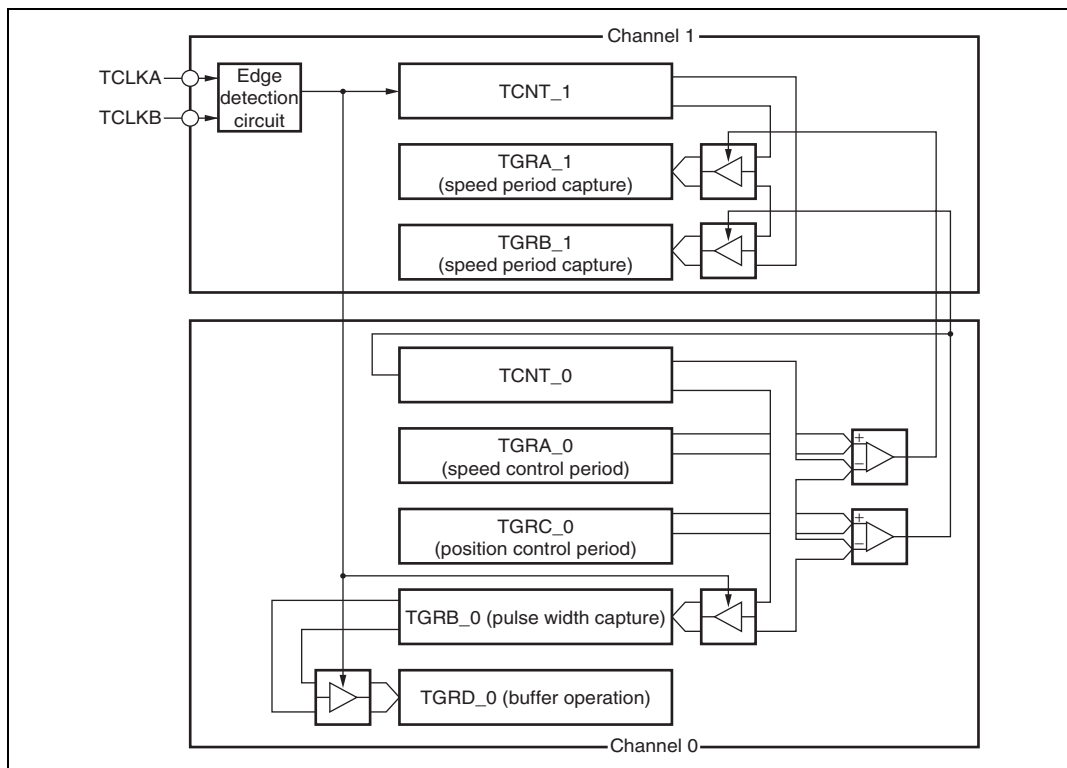 Channel 1
TCLKA
TCLKB
Edge
detection
circuit
TCNT_1
TGRA_1
(speed period capture)
TGRB_1
(speed period capture)
TCNT_0
TGRA_0
(speed control period)
+
−
TGRC_0
(position control period)
+
−
TGRB_0 (pulse width capture)
TGRD_0 (buffer operation)
Channel 0